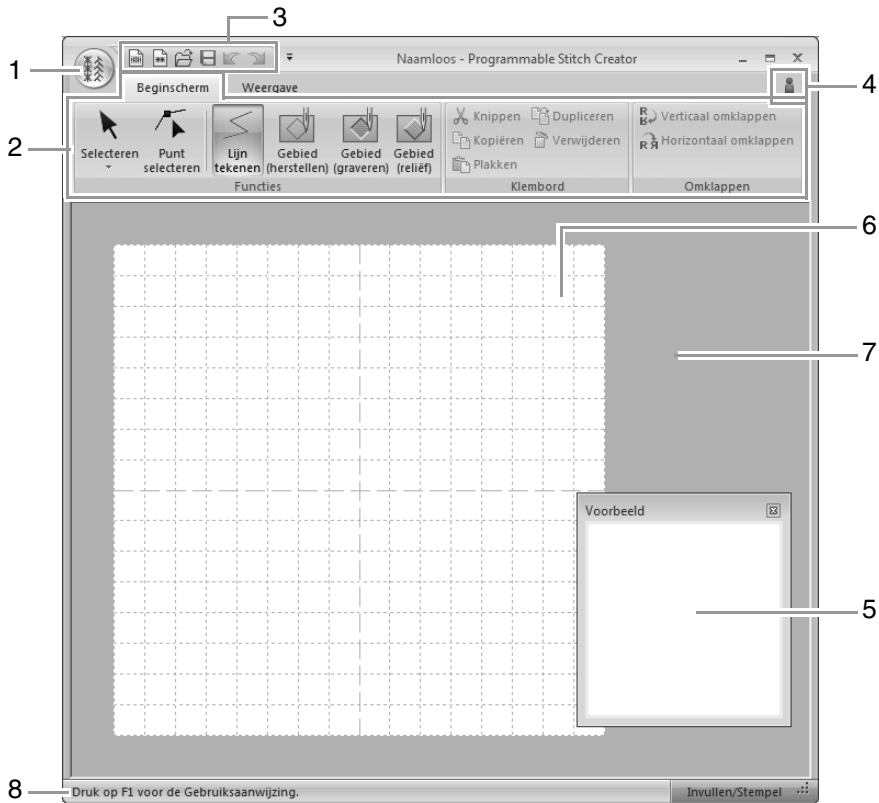 3
Naamloos - Programmable Stitch Creator
1
Beginscherm Weergave
4
2
Selecteren
Punt selecteren
Lijn tekenen
Gebied (herstellen)
Gebied (graveren)
Gebied (reliëf)
Functies
Knippen Dupliceren
Kopiëren Verwijderen
Plakken
Klembord
Verticaal omklappen
Horizontaal omklappen
Omklappen
6
7
Voorbeeld
5
8
Druk op F1 voor de Gebruiksaanwijzing.
Invullen/Stempel